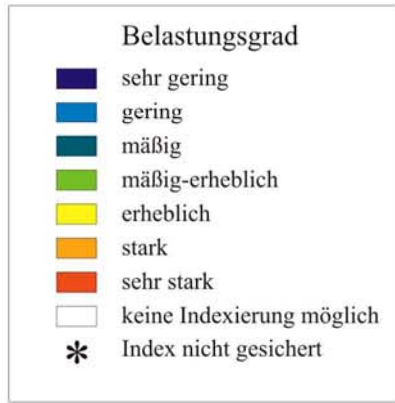 Belastungsgrad
sehr gering
gering
mäßig
mäßig-erheblich
erheblich
stark
sehr stark
keine Indexierung möglich
* Index nicht gesichert